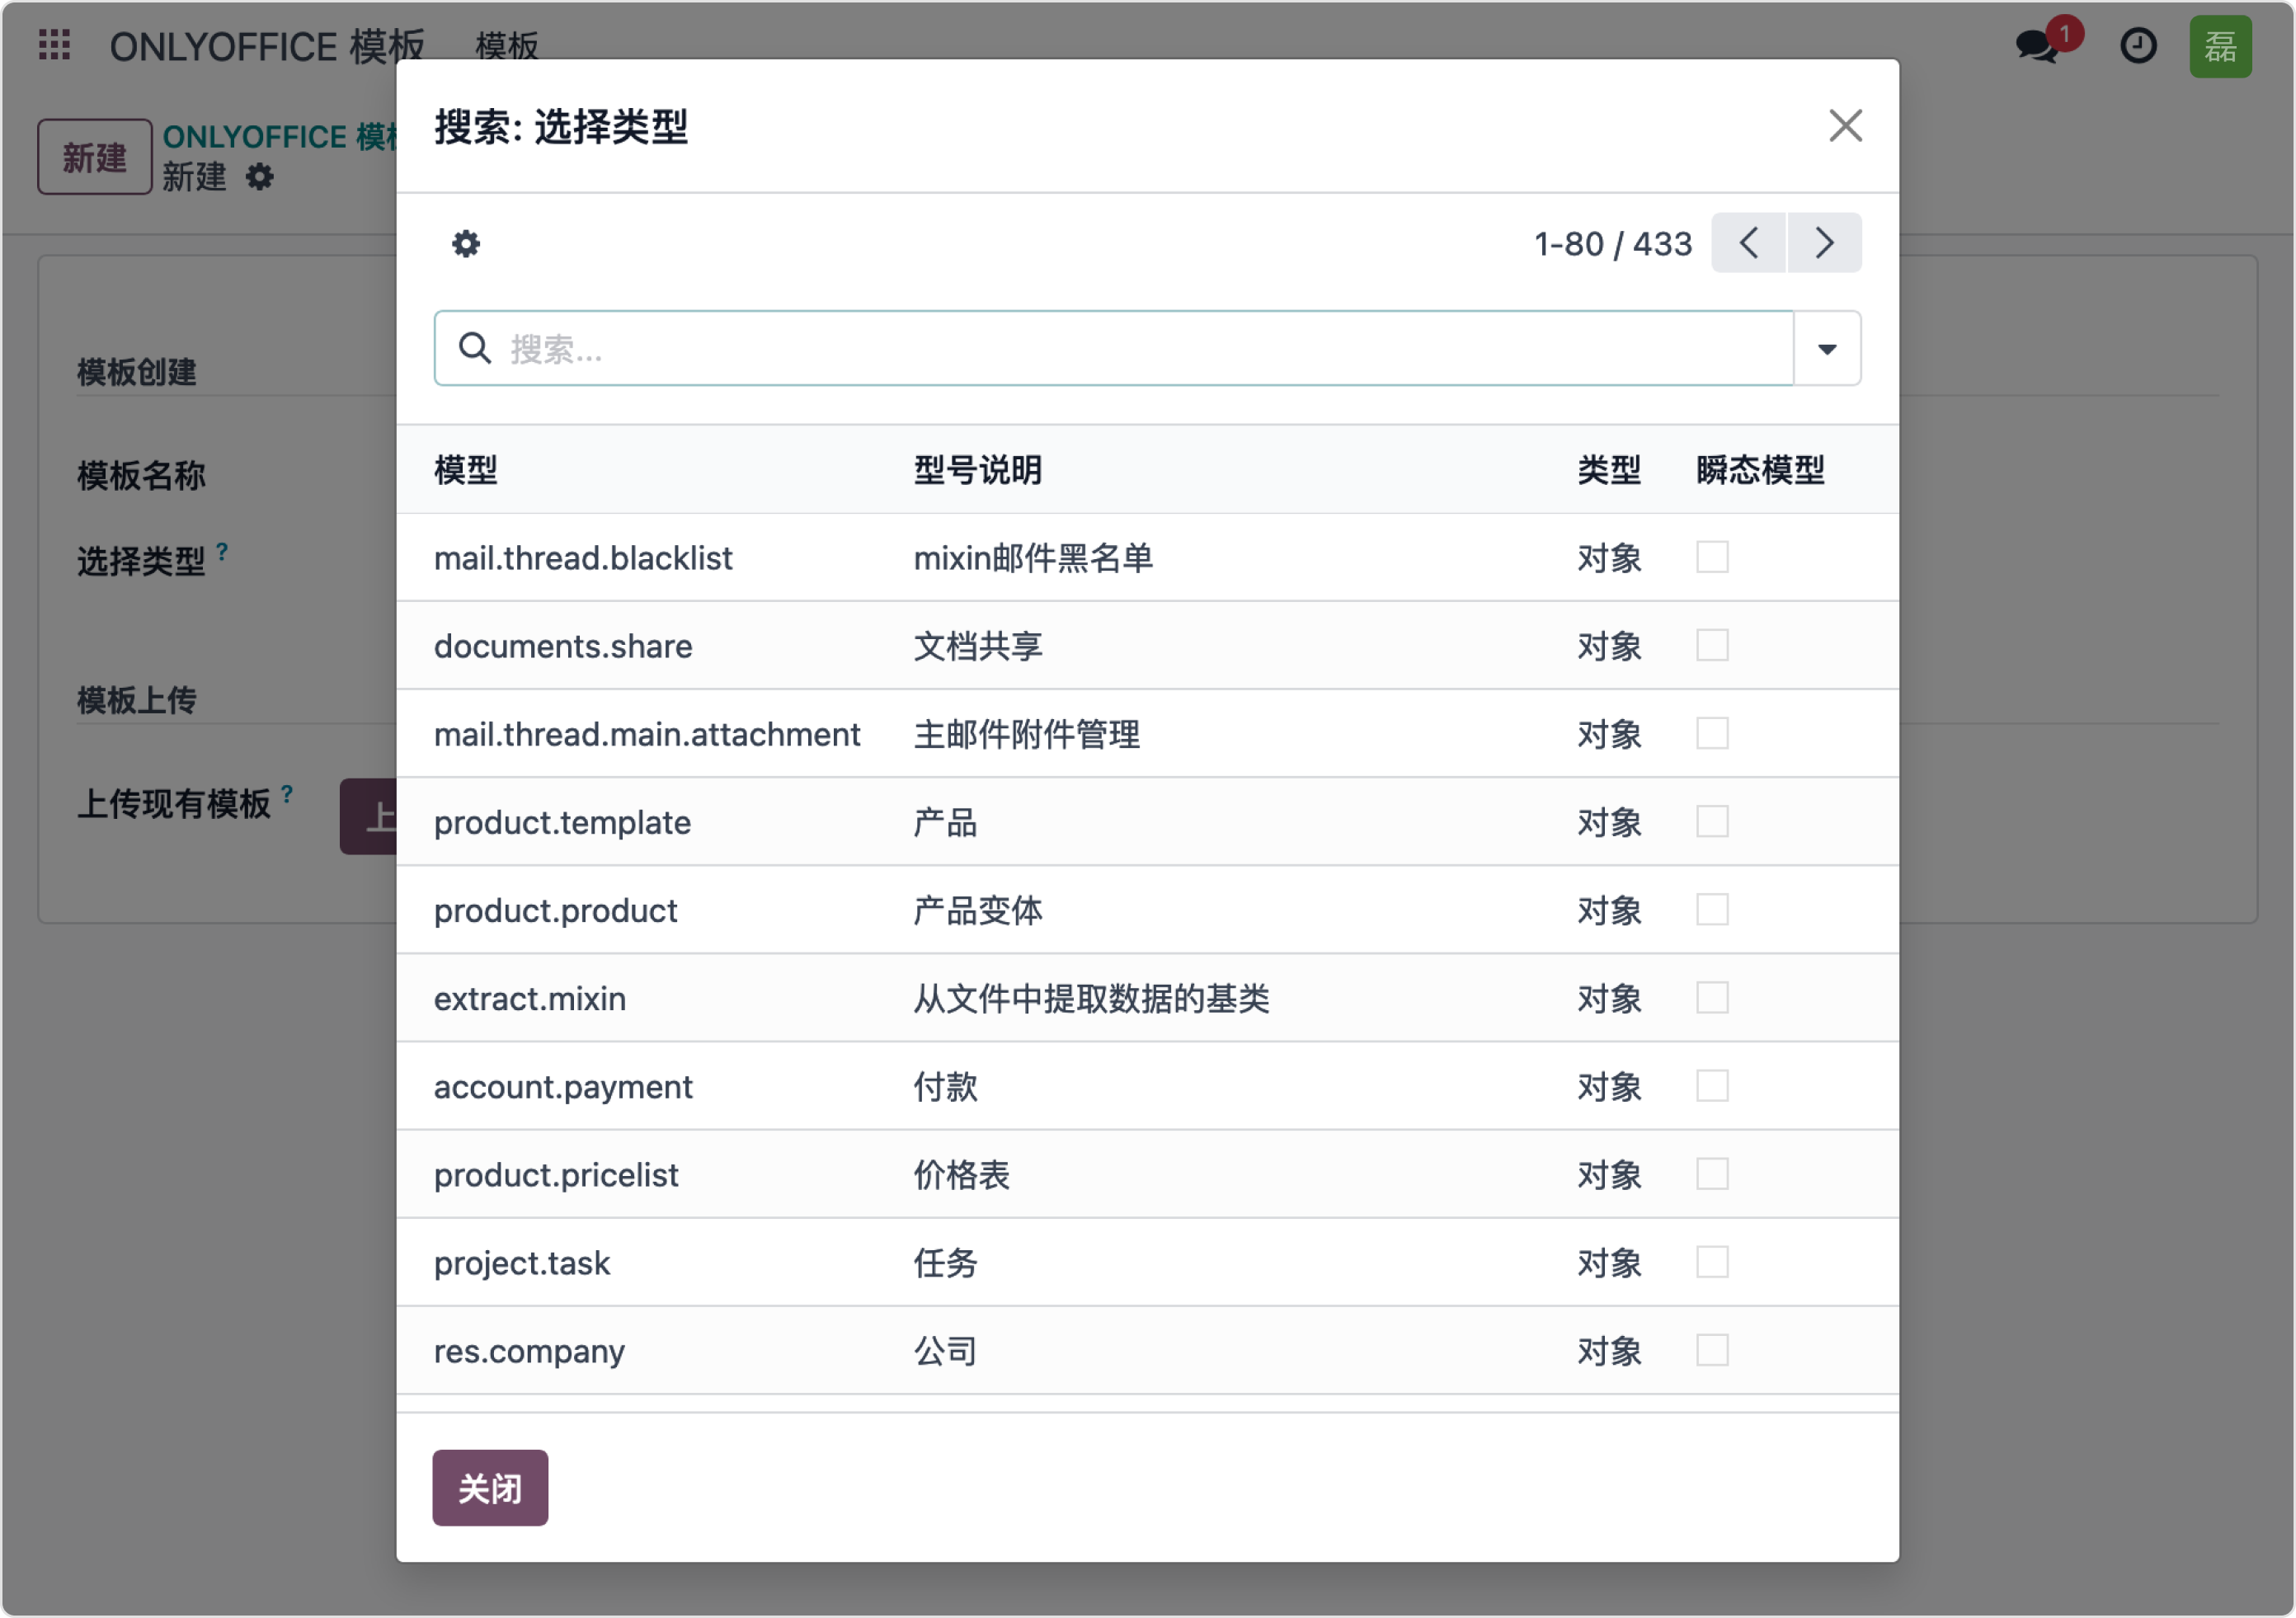 ONLYOFFICE 模板 模板
1
磊
新建
ONLYOFFICE 模板
新建
模板创建
模板名称
选择类型 ?
模板上传
上传现有模板 ?
上
搜索: 选择类型
1-80 / 433
搜索...
模型 型号说明 类型 瞬态模型
mail.thread.blacklist mixin邮件黑名单 对象
documents.share 文档共享 对象
mail.thread.main.attachment 主邮件附件管理 对象
product.template 产品 对象
product.product 产品变体 对象
extract.mixin 从文件中提取数据的基类 对象
account.payment 付款 对象
product.pricelist 价格表 对象
project.task 任务 对象
res.company 公司 对象
关闭